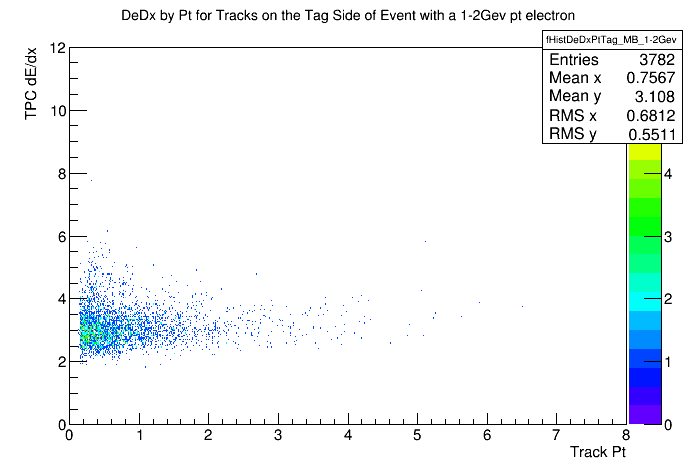 DeDx by Pt for Tracks on the Tag Side of Event with a 1-2Gev pt electron
fHistDeDxPtTag_MB_1-2Gev
Entries 3782
Mean x 0.7567
Mean y 3.108
RMS x 0.6812
RMS y 0.5511
TPC dE/dx
12
10
8
6
4
2
0
4
3
2
1
0
0 1 2 3 4 5 6 7 8
Track Pt